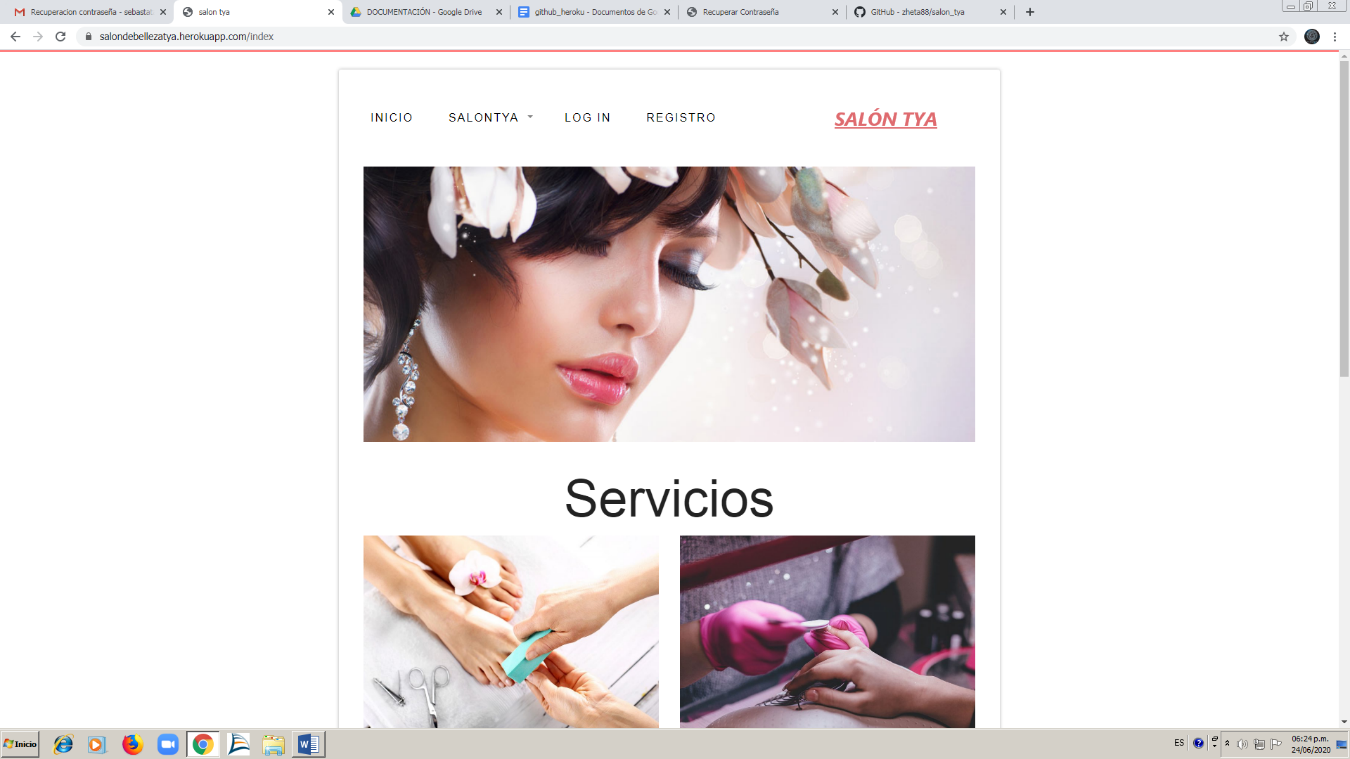 Recuperacion contraseña - sebasta
salon tya
DOCUMENTACIÓN - Google Drive
github_heroku - Documentos de Go
Recuperar Contraseña
GitHub - zheta88/salon_tya
salondebellezatya.herokuapp.com/index
INICIO
SALONTYA
LOG IN
REGISTRO
SALÓN TYA
Servicios
Inicio
ES
06:24 p.m.
24/06/2020